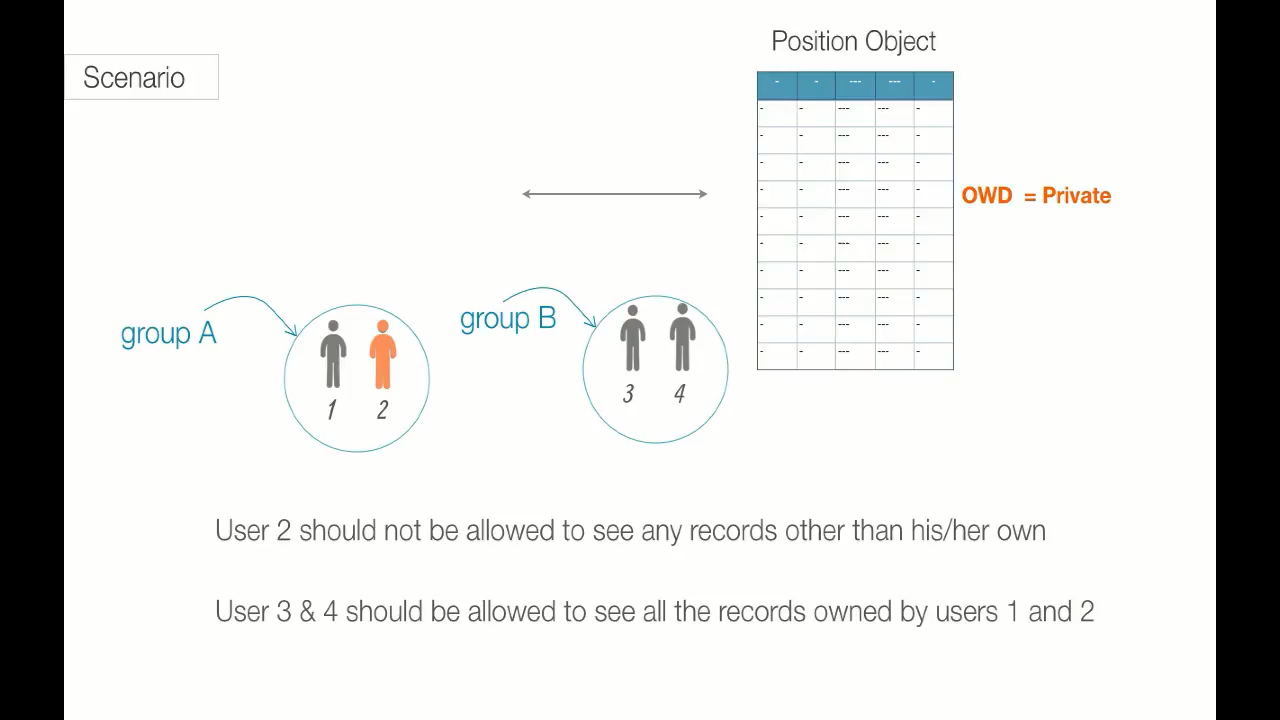 Position Object
Scenario
- - --- --- -
- - --- --- -
- - --- --- -
- - --- --- -
- - --- --- -
- - --- --- -
- - --- --- -
- - --- --- -
- - --- --- -
- - --- --- -
- - --- --- -
OWD = Private
group A
group B
1 2
3 4
User 2 should not be allowed to see any records other than his/her own
User 3 & 4 should be allowed to see all the records owned by users 1 and 2